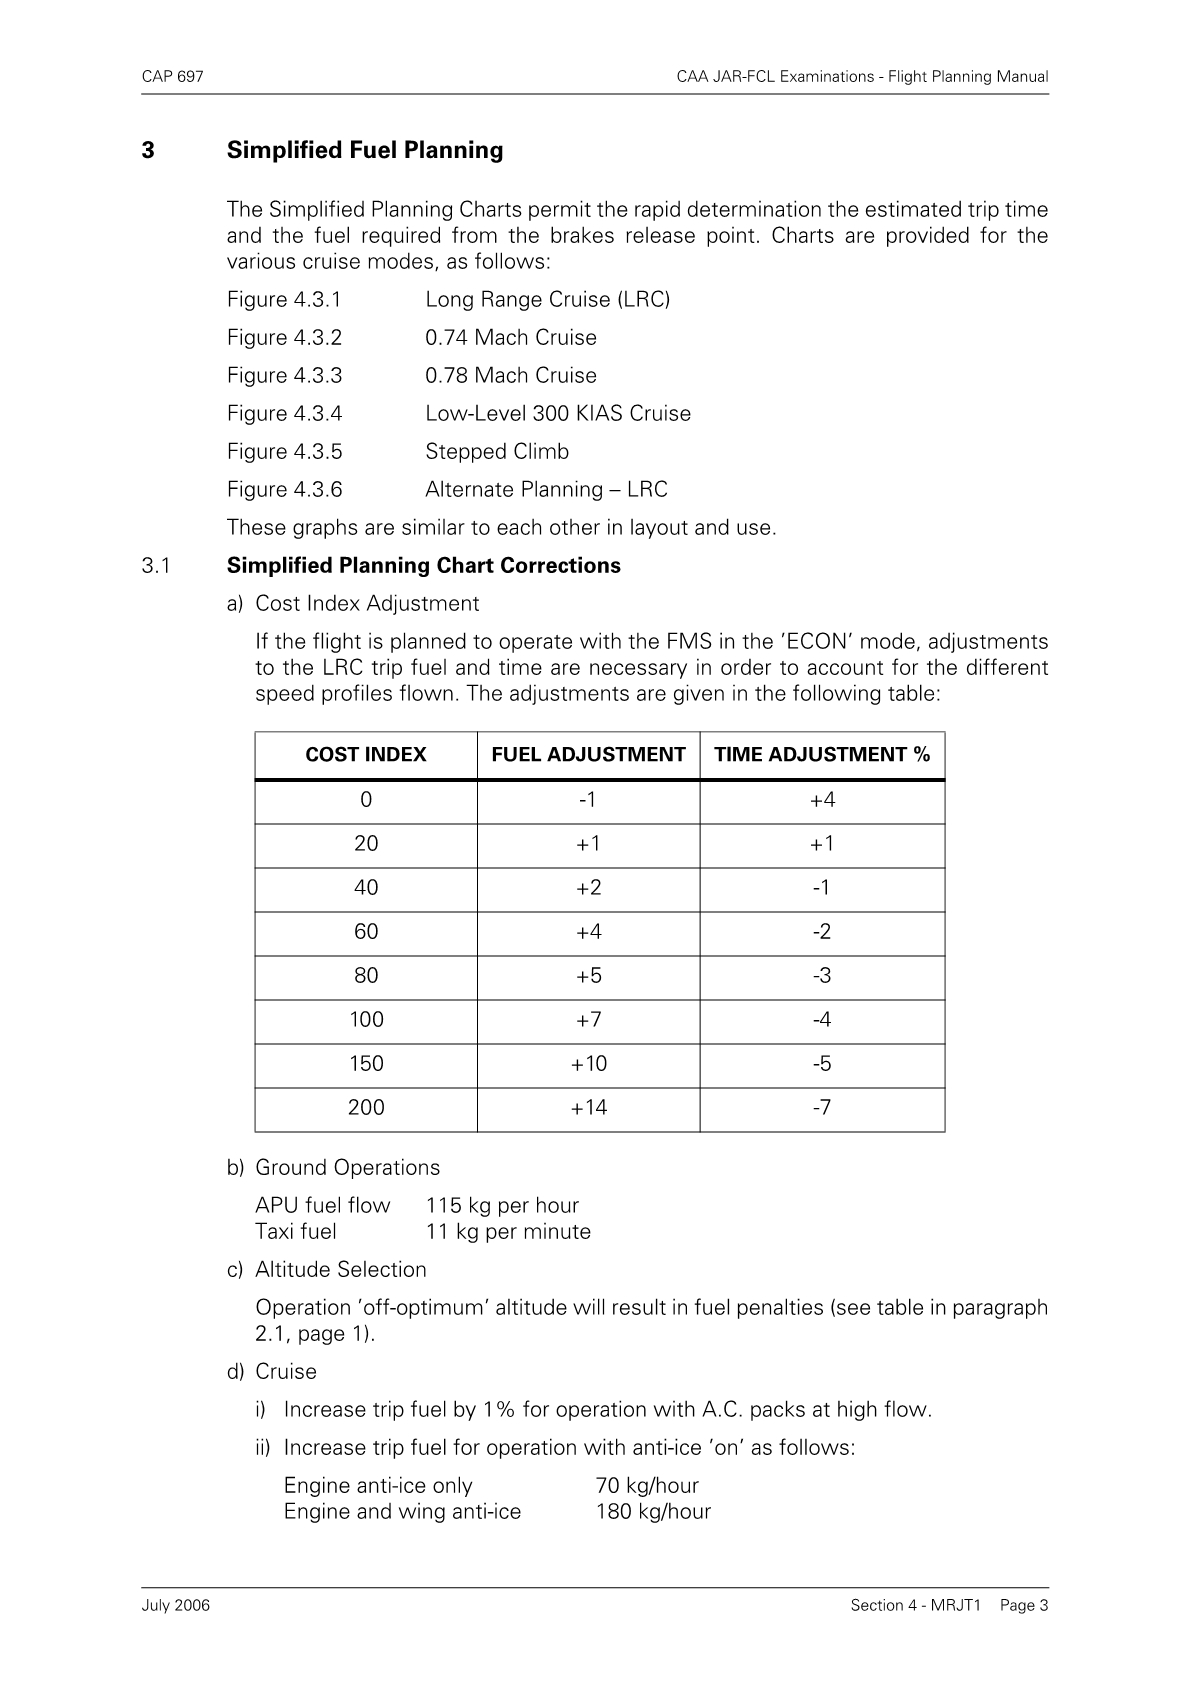 CAP 697 CAA JAR-FCL Examinations - Flight Planning Manual
3 Simplified Fuel Planning
The Simplified Planning Charts permit the rapid determination the estimated trip time
and the fuel required from the brakes release point. Charts are provided for the
various cruise modes, as follows:
Figure 4.3.1 Long Range Cruise (LRC)
Figure 4.3.2 0.74 Mach Cruise
Figure 4.3.3 0.78 Mach Cruise
Figure 4.3.4 Low-Level 300 KIAS Cruise
Figure 4.3.5 Stepped Climb
Figure 4.3.6 Alternate Planning – LRC
These graphs are similar to each other in layout and use.
3.1 Simplified Planning Chart Corrections
a) Cost Index Adjustment
If the flight is planned to operate with the FMS in the 'ECON' mode, adjustments
to the LRC trip fuel and time are necessary in order to account for the different
speed profiles flown. The adjustments are given in the following table:
COST INDEX FUEL ADJUSTMENT TIME ADJUSTMENT %
0 -1 +4
20 +1 +1
40 +2 -1
60 +4 -2
80 +5 -3
100 +7 -4
150 +10 -5
200 +14 -7
b) Ground Operations
APU fuel flow 115 kg per hour
Taxi fuel 11 kg per minute
c) Altitude Selection
Operation 'off-optimum' altitude will result in fuel penalties (see table in paragraph
2.1, page 1).
d) Cruise
i) Increase trip fuel by 1% for operation with A.C. packs at high flow.
ii) Increase trip fuel for operation with anti-ice 'on' as follows:
Engine anti-ice only 70 kg/hour
Engine and wing anti-ice 180 kg/hour
July 2006 Section 4 - MRJT1 Page 3